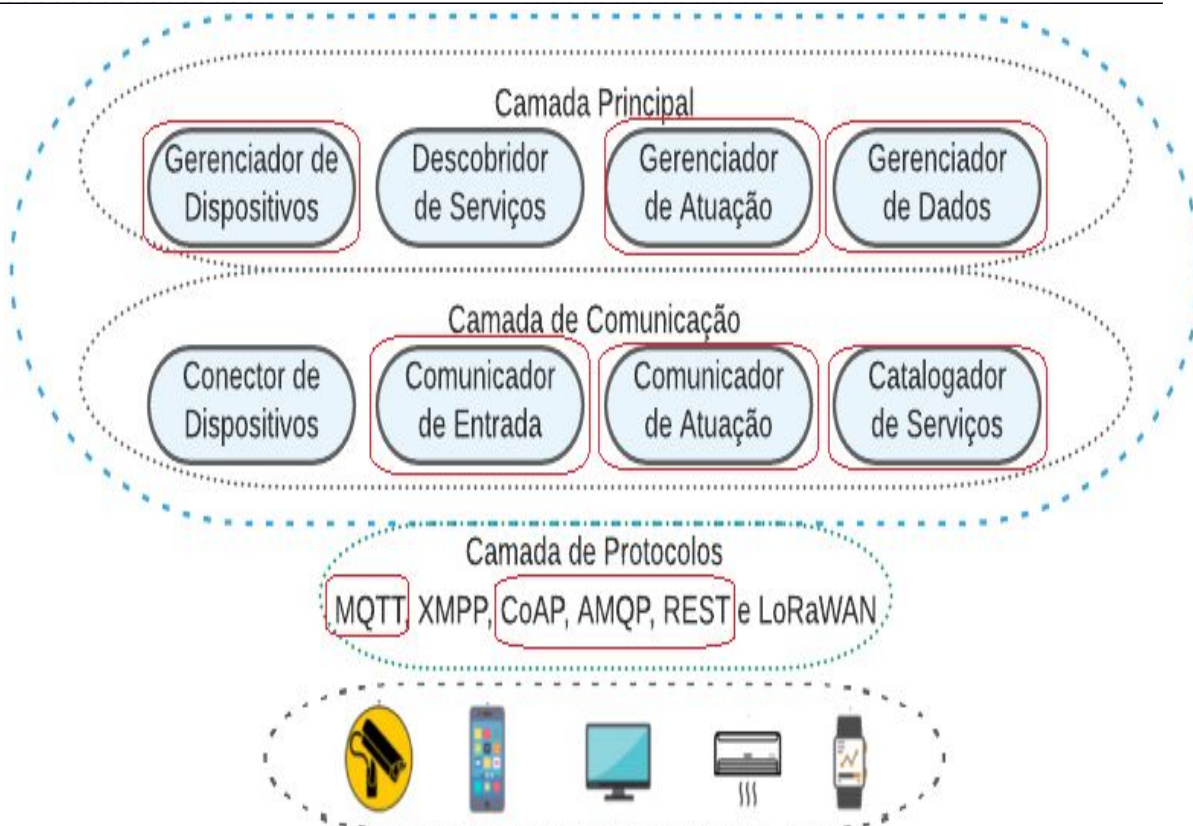 Camada Principal
Gerenciador de
Dispositivos
Descobridor
de Serviços
Gerenciador
de Atuação
Gerenciador
de Dados
Camada de Comunicação
Conector de
Dispositivos
Comunicador
de Entrada
Comunicador
de Atuação
Catalogador
de Serviços
Camada de Protocolos
MQTT, XMPP, CoAP, AMQP, REST e LoRaWAN